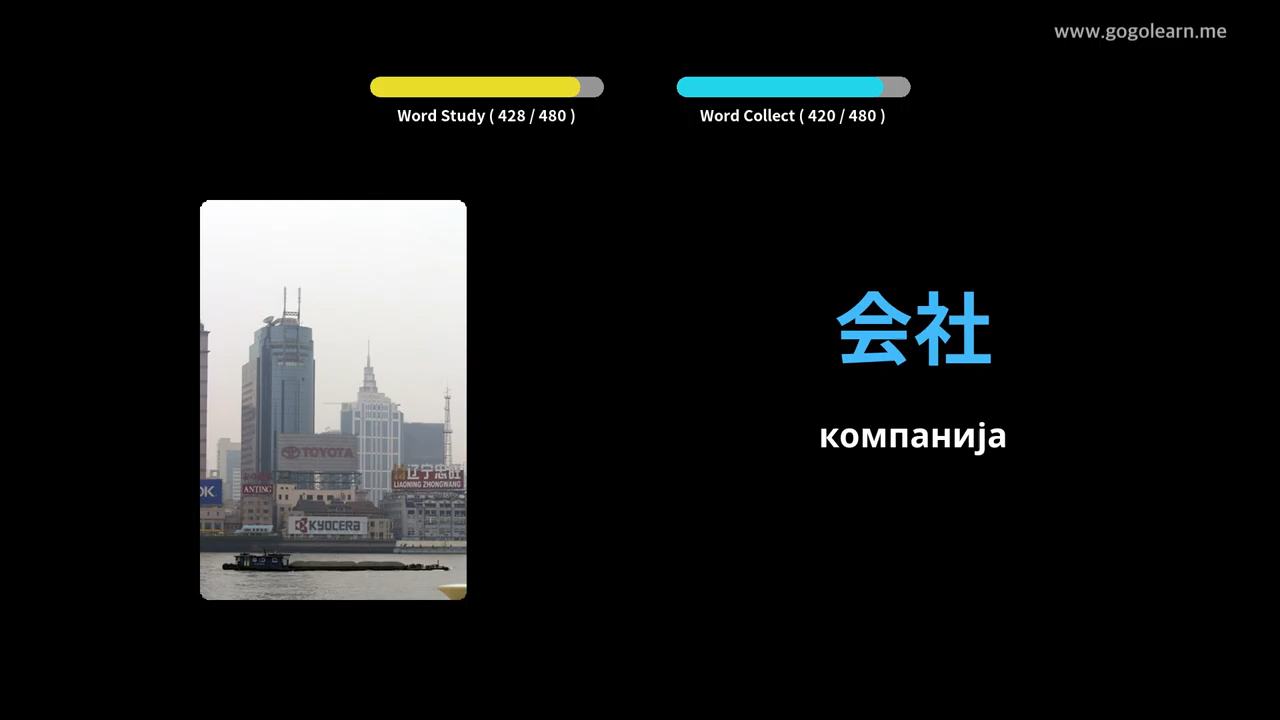 www.gogolearn.me
Word Study ( 428 / 480 )
Word Collect ( 420 / 480 )
会社
компанија
TOYOTA
辽宁忠旺
LIAONING ZHONGWANG
OK
ANTING
KYOCERA